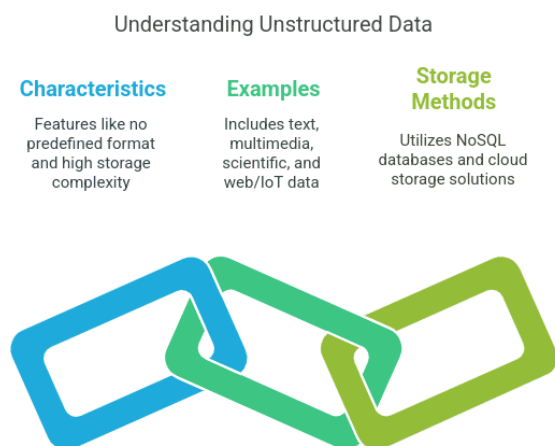 Understanding Unstructured Data
Characteristics
Features like no
predefined format
and high storage
complexity
Examples
Includes text,
multimedia,
scientific, and
web/IoT data
Storage
Methods
Utilizes NoSQL
databases and cloud
storage solutions